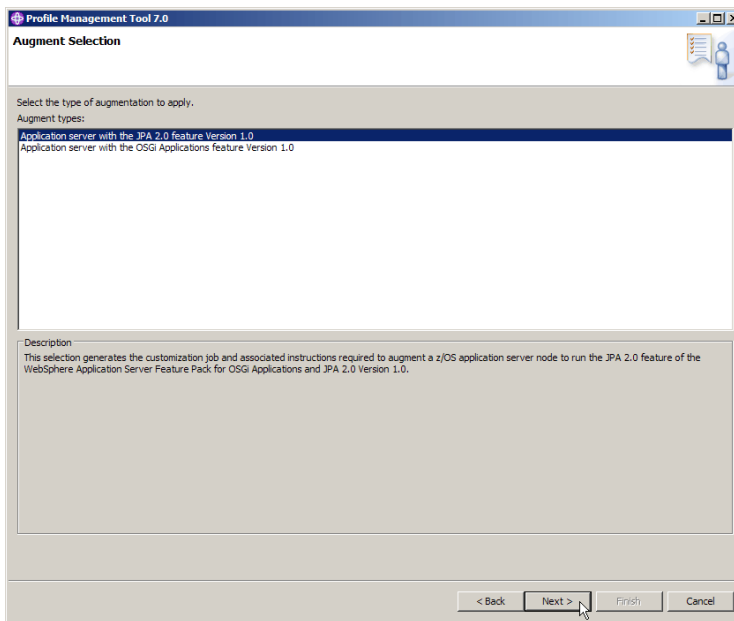 Profile Management Tool 7.0
Augment Selection
Select the type of augmentation to apply.
Augment types:
Application server with the JPA 2.0 feature Version 1.0
Application server with the OSGi Applications feature Version 1.0
Description
This selection generates the customization job and associated instructions required to augment a z/OS application server node to run the JPA 2.0 feature of the
WebSphere Application Server Feature Pack for OSGi Applications and JPA 2.0 Version 1.0.
< Back Next > Finish Cancel